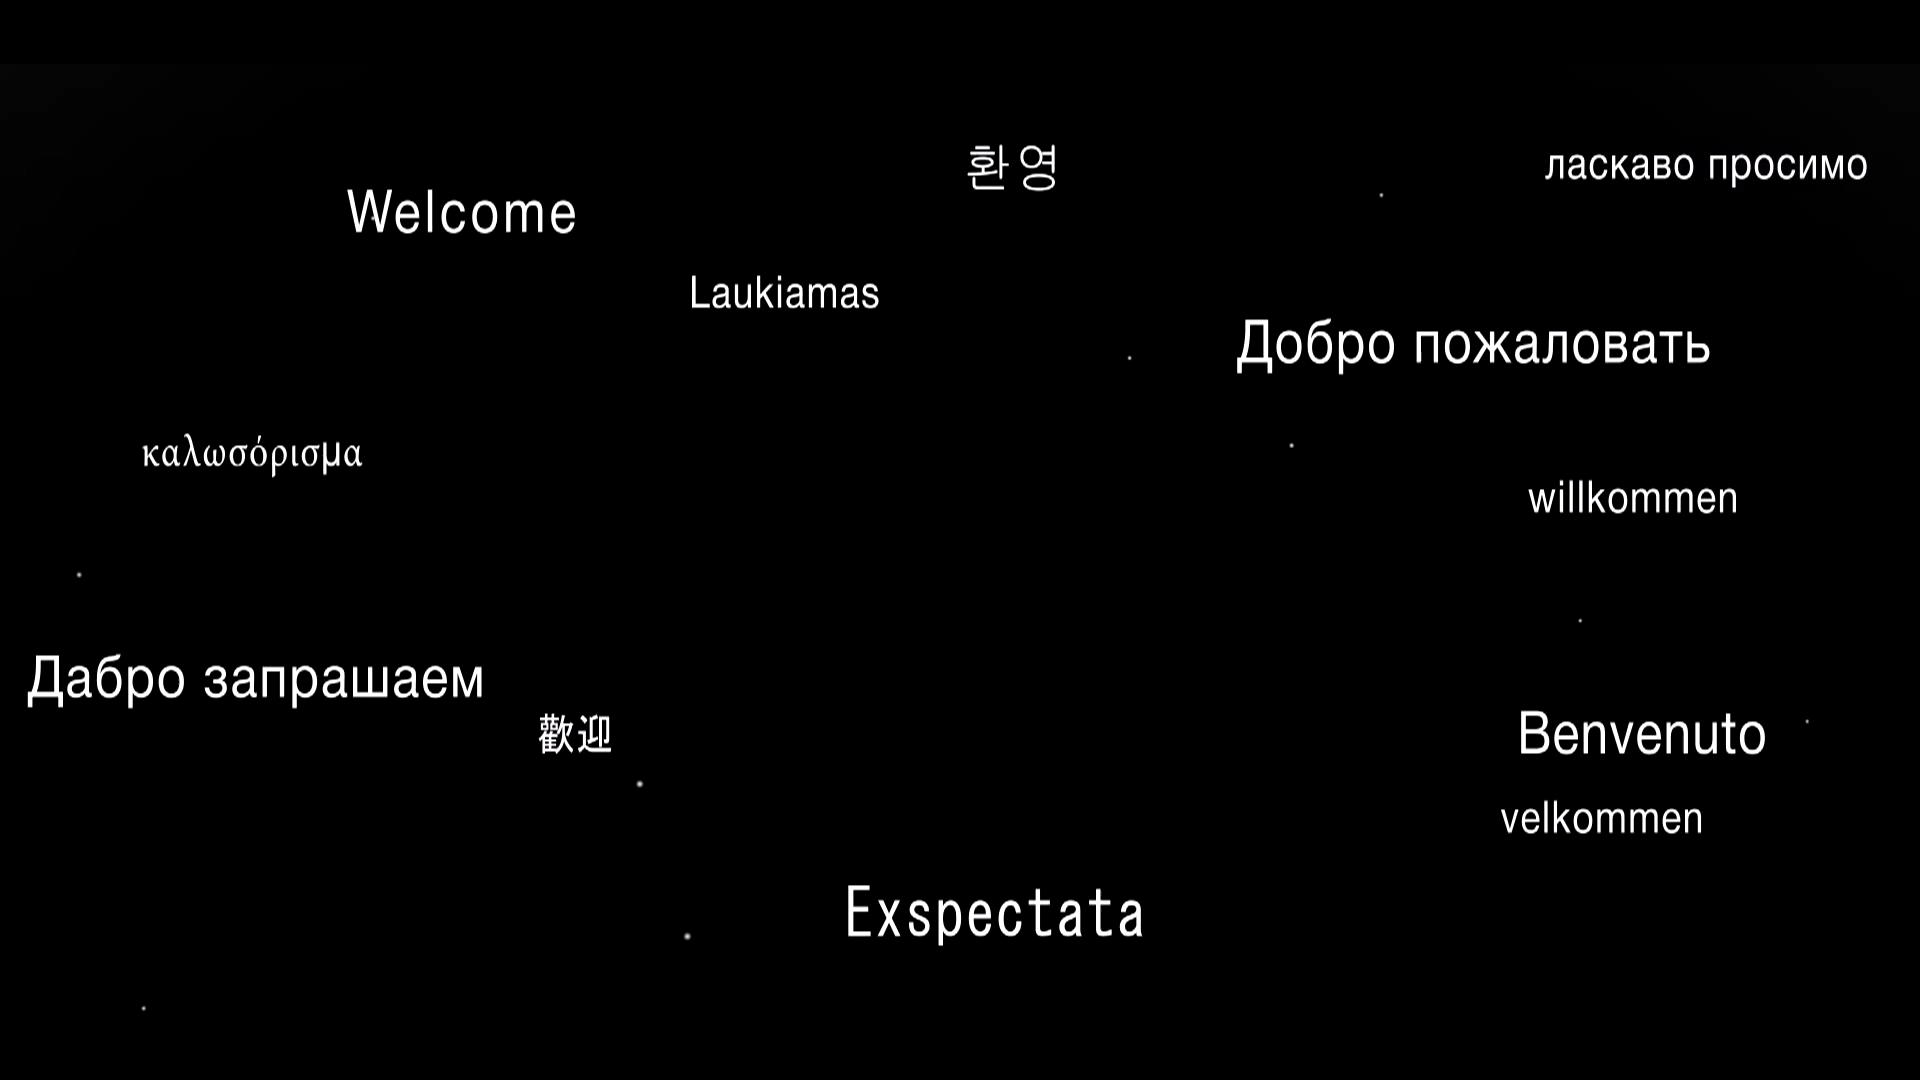 환영
ласкаво просимо
Welcome
Laukiamas
Добро пожаловать
καλωσόρισμα
willkommen
Дабро запрашаем
歡迎
Benvenuto
velkommen
Exspectata